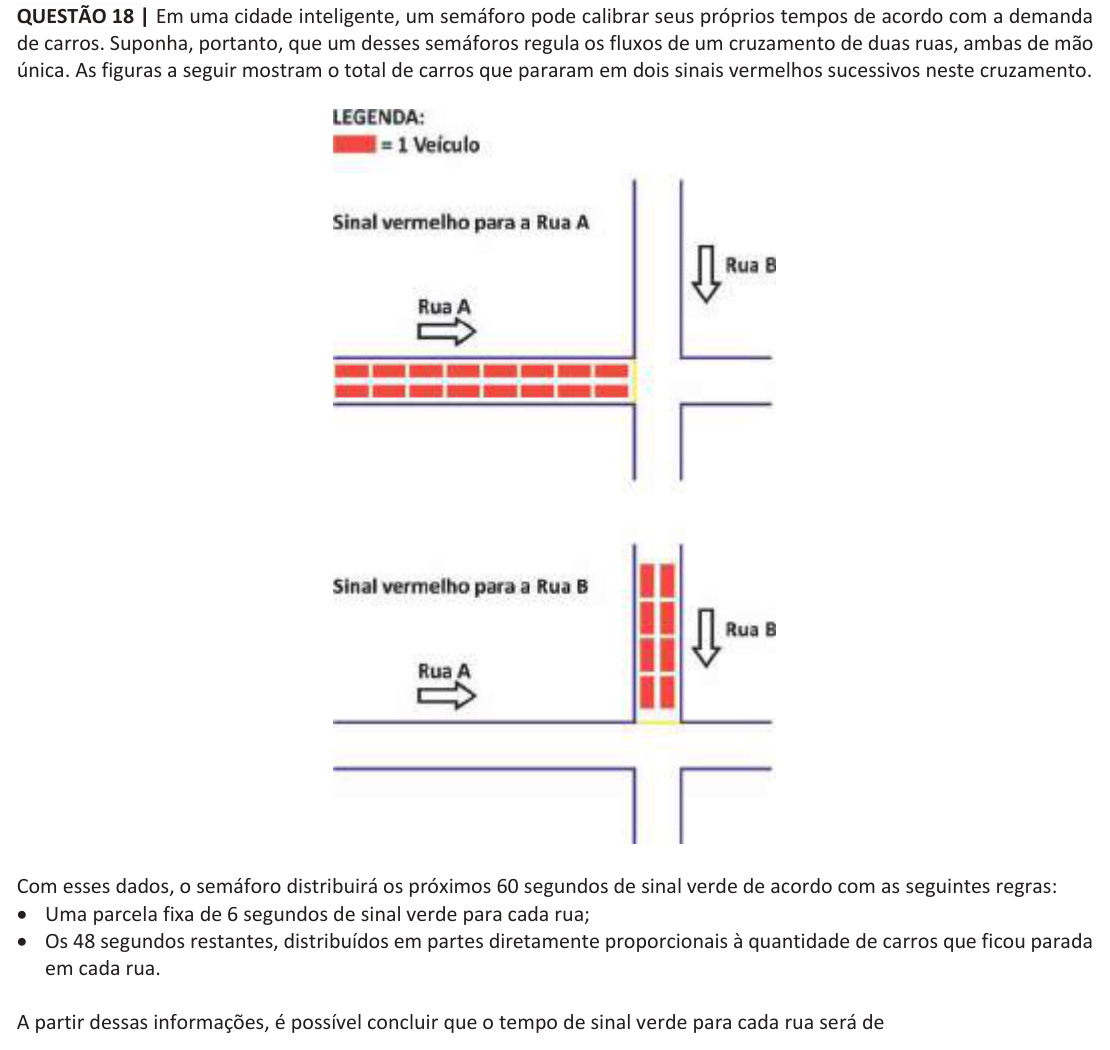 QUESTÃO 18 | Em uma cidade inteligente, um semáforo pode calibrar seus próprios tempos de acordo com a demanda
de carros. Suponha, portanto, que um desses semáforos regula os fluxos de um cruzamento de duas ruas, ambas de mão
única. As figuras a seguir mostram o total de carros que pararam em dois sinais vermelhos sucessivos neste cruzamento.
LEGENDA:
= 1 Veículo
Sinal vermelho para a Rua A
Rua B
Rua A
Sinal vermelho para a Rua B
Rua B
Rua A
Com esses dados, o semáforo distribuirá os próximos 60 segundos de sinal verde de acordo com as seguintes regras:
• Uma parcela fixa de 6 segundos de sinal verde para cada rua;
• Os 48 segundos restantes, distribuídos em partes diretamente proporcionais à quantidade de carros que ficou parada
em cada rua.
A partir dessas informações, é possível concluir que o tempo de sinal verde para cada rua será de